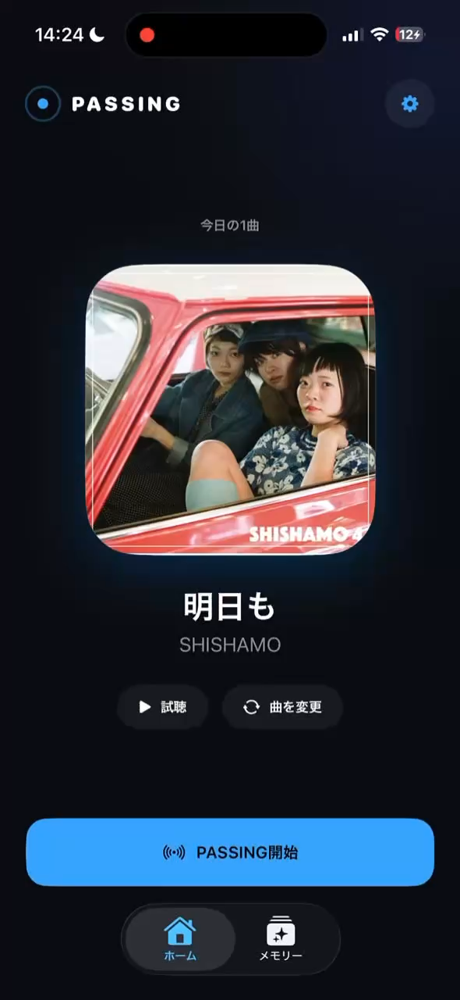 14:24
12
PASSING
今日の1曲
SHISHAMO 4
明日も
SHISHAMO
試聴
曲を変更
PASSING開始
ホーム
メモリー